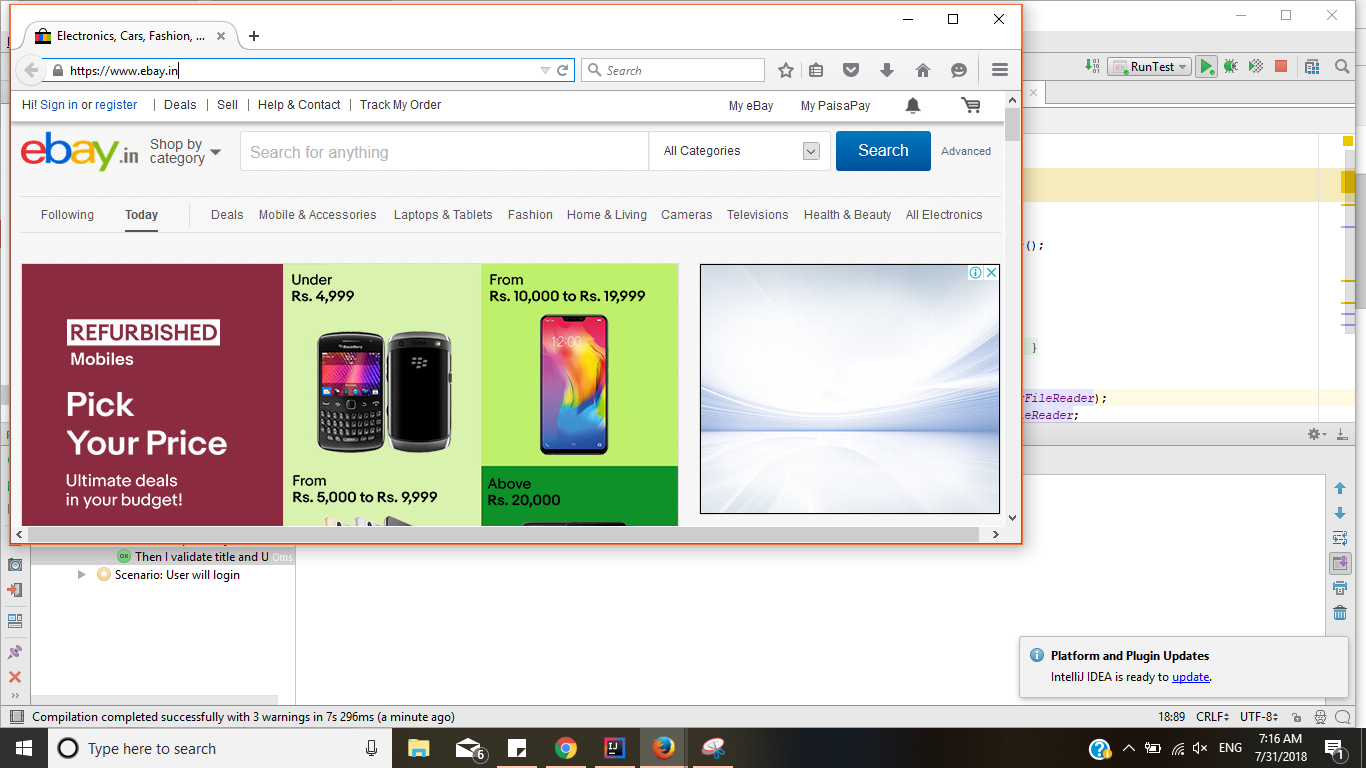 Electronics, Cars, Fashion, ...
https://www.ebay.in
Search
RunTest
Hi! Sign in or register | Deals | Sell | Help & Contact | Track My Order
My eBay My PaisaPay
ebay.in
Shop by
category
Search for anything
All Categories
Search
Advanced
Following Today Deals Mobile & Accessories Laptops & Tablets Fashion Home & Living Cameras Televisions Health & Beauty All Electronics
REFURBISHED
Mobiles
Pick
Your Price
Ultimate deals
in your budget!
Under
Rs. 4,999
BlackBerry
From
Rs. 10,000 to Rs. 19,999
12:00
From
Rs. 5,000 to Rs. 9,999
Above
Rs. 20,000
();
}
FileReader);
eReader;
Then I validate title and U 0ms
Scenario: User will login
Platform and Plugin Updates
IntelliJ IDEA is ready to update.
Compilation completed successfully with 3 warnings in 7s 296ms (a minute ago)
18:89 CRLF UTF-8
Type here to search
6
ENG
7:16 AM
7/31/2018
1